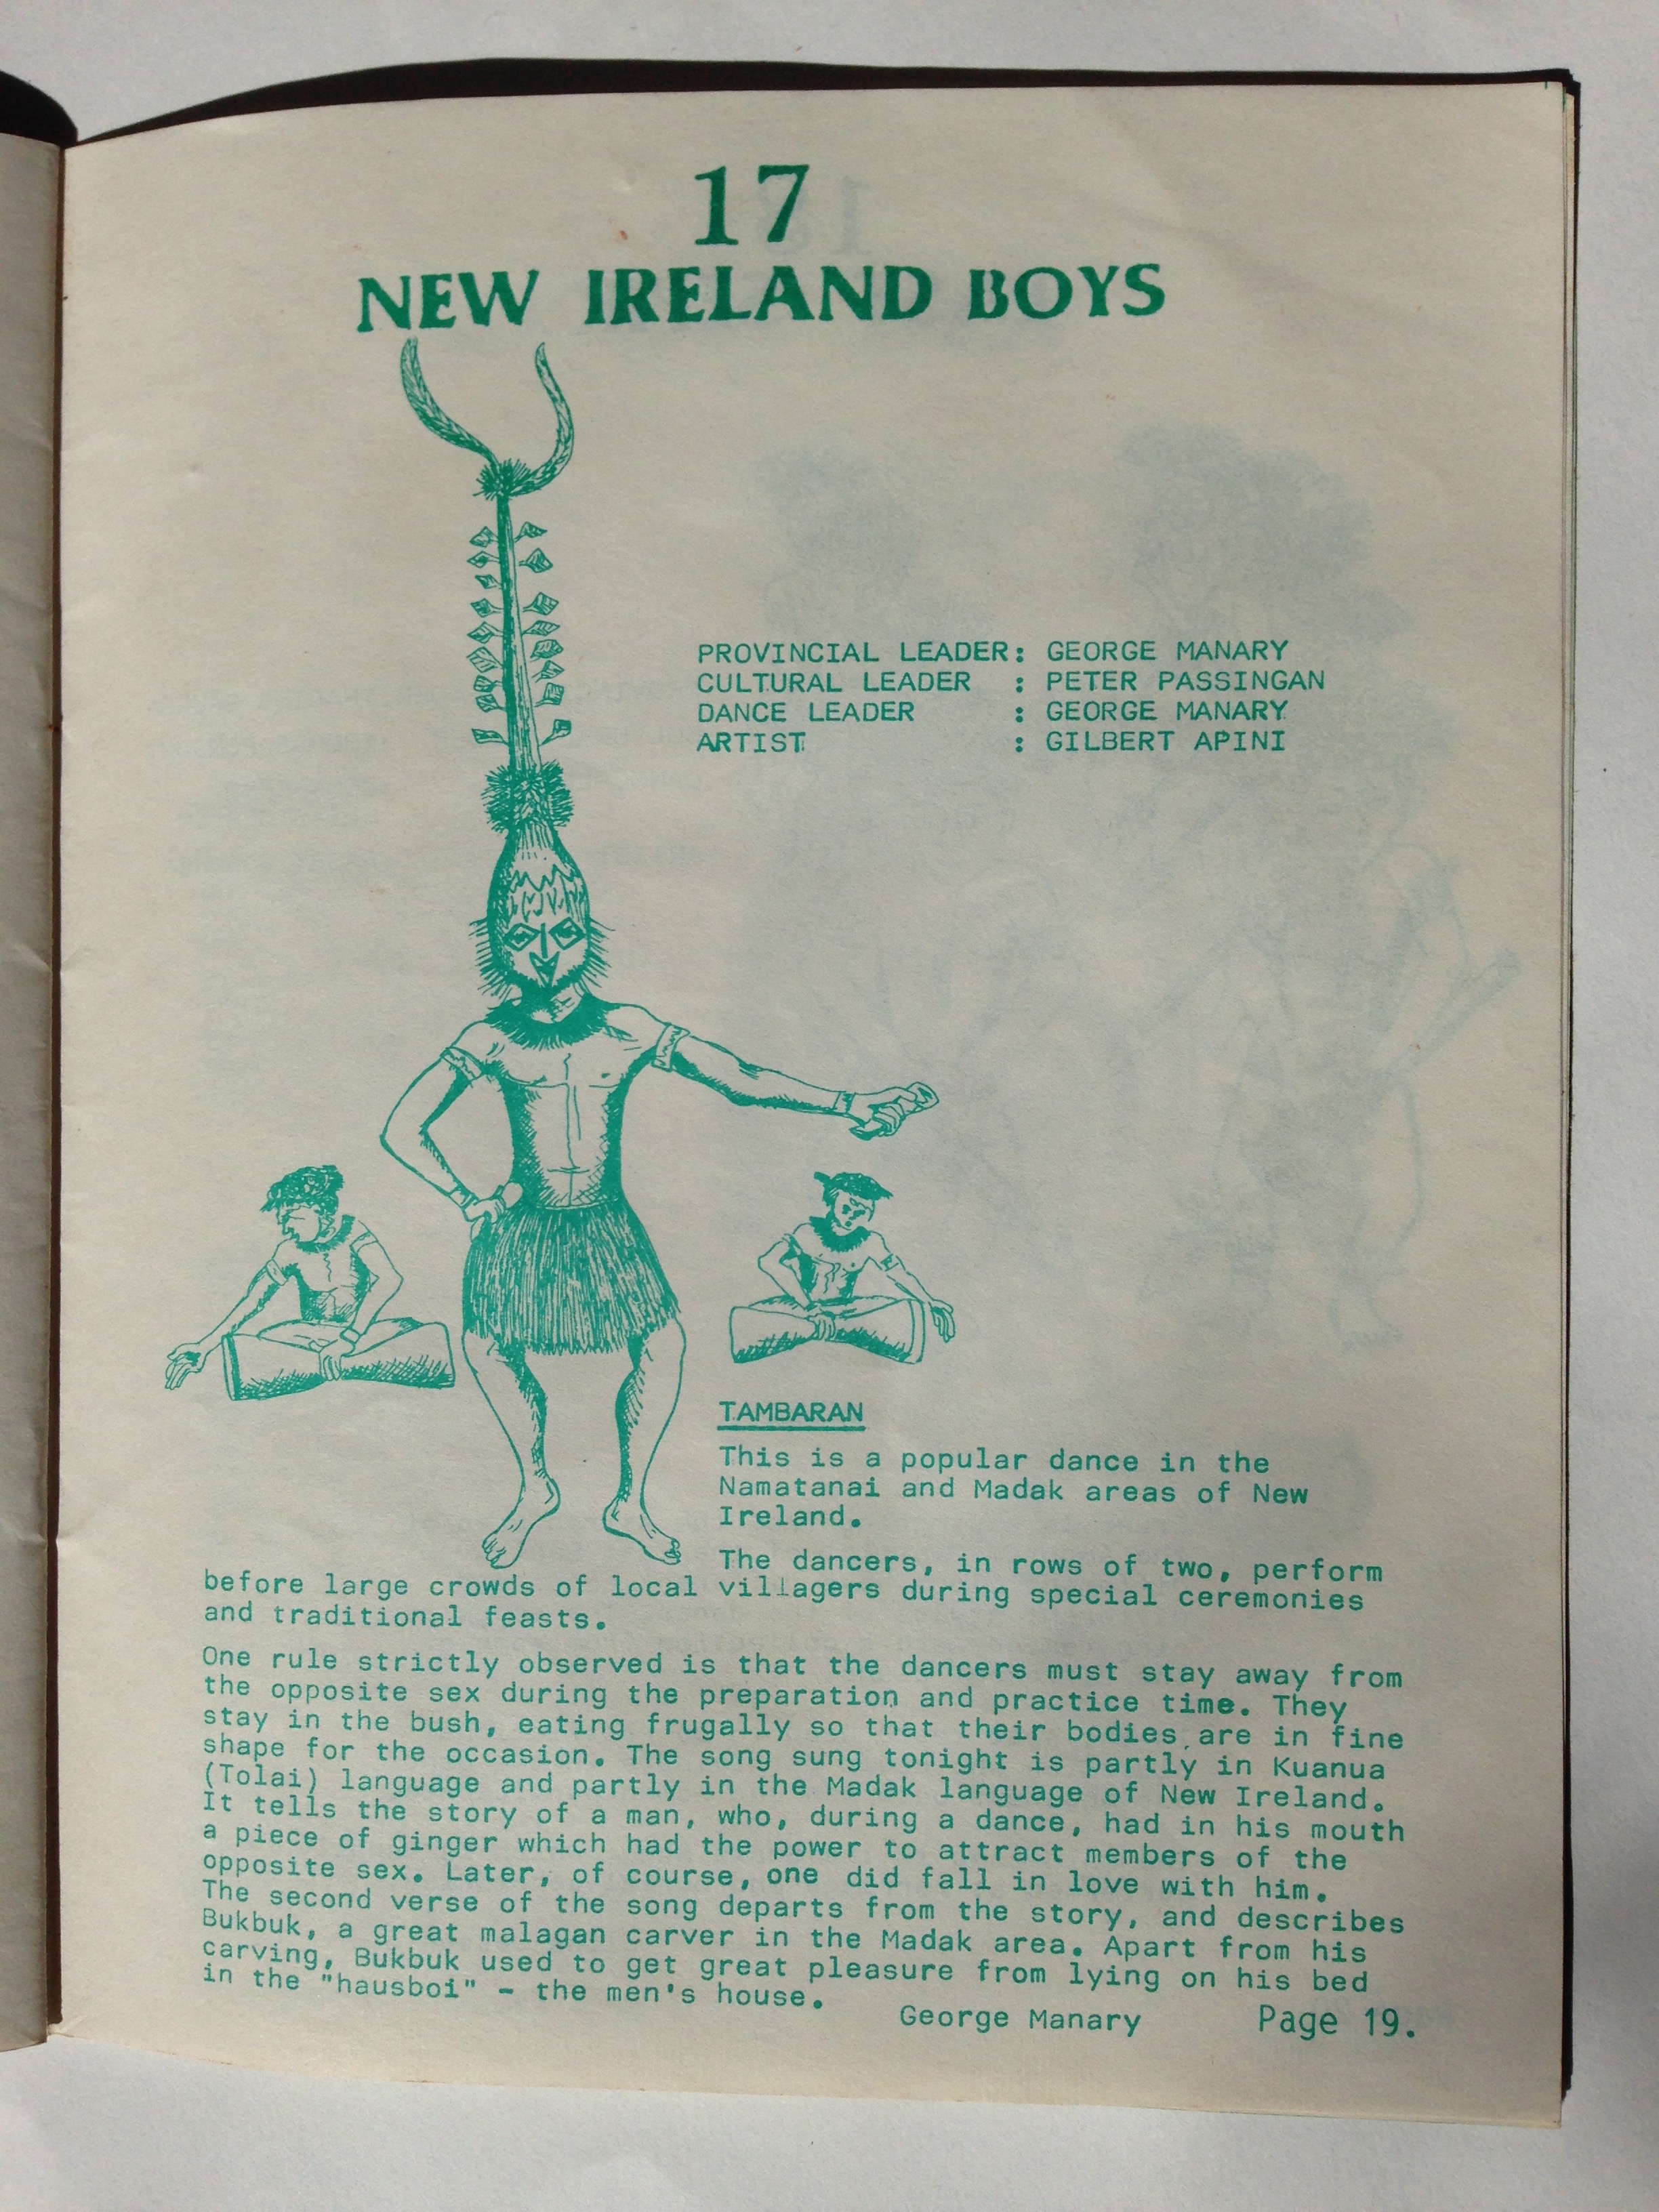 17
NEW IRELAND BOYS
PROVINCIAL LEADER: GEORGE MANARY
CULTURAL LEADER : PETER PASSINGAN
DANCE LEADER : GEORGE MANARY
ARTIST : GILBERT APINI
TAMBARAN
This is a popular dance in the
Namatanai and Madak areas of New
Ireland.
The dancers, in rows of two, perform
before large crowds of local villagers during special ceremonies
and traditional feasts.
One rule strictly observed is that the dancers must stay away from
the opposite sex during the preparation and practice time. They
stay in the bush, eating frugally so that their bodies are in fine
shape for the occasion. The song sung tonight is partly in Kuanua
(Tolai) language and partly in the Madak language of New Ireland.
It tells the story of a man, who, during a dance, had in his mouth
a piece of ginger which had the power to attract members of the
opposite sex. Later, of course, one did fall in love with him.
The second verse of the song departs from the story, and describes
Bukbuk, a great malagan carver in the Madak area. Apart from his
carving, Bukbuk used to get great pleasure from lying on his bed
in the "hausboi" - the men's house.
George Manary Page 19.